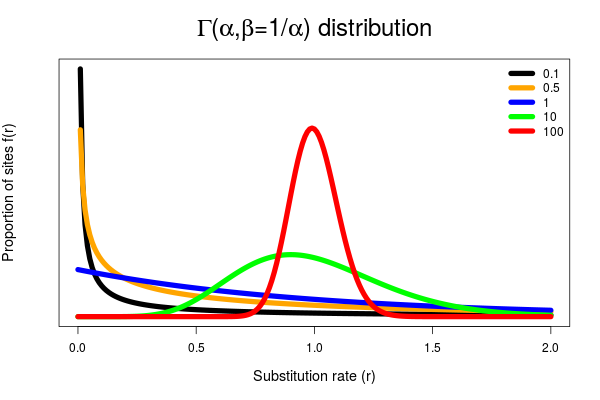 Γ(α,β=1/α) distribution
0.1
0.5
1
10
100
Proportion of sites f(r)
0.0 0.5 1.0 1.5 2.0
Substitution rate (r)